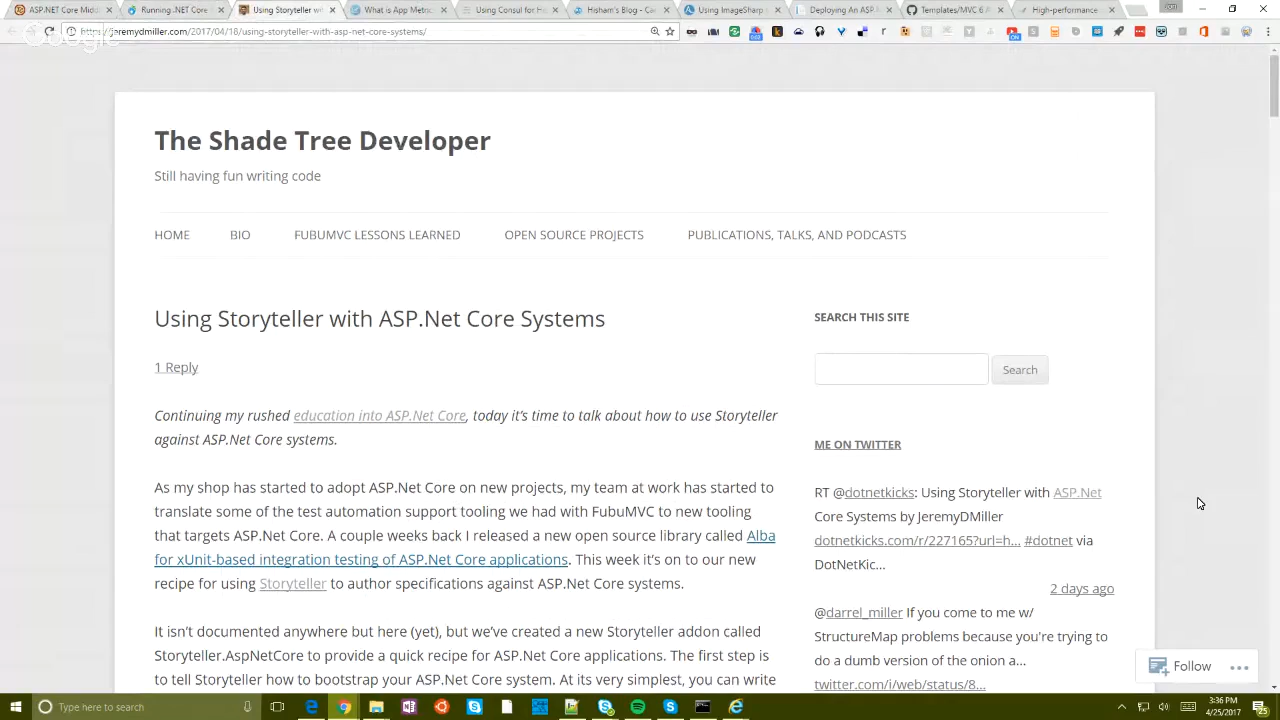 ASP.NET Core Middl
Running .NET Core
Using Storyteller wi
What is App Metric
Using Consul for He
Hisham's Blog - Co
Using ImageSharp
Deploying An ASP
Templates/MVC 6 A
High-performance
https://jeremydmiller.com/2017/04/18/using-storyteller-with-asp-net-core-systems/
Google
The Shade Tree Developer
Still having fun writing code
HOME BIO FUBUMVC LESSONS LEARNED OPEN SOURCE PROJECTS PUBLICATIONS, TALKS, AND PODCASTS
Using Storyteller with ASP.Net Core Systems
1 Reply
Continuing my rushed education into ASP.Net Core, today it's time to talk about how to use Storyteller
against ASP.Net Core systems.
As my shop has started to adopt ASP.Net Core on new projects, my team at work has started to
translate some of the test automation support tooling we had with FubuMVC to new tooling
that targets ASP.Net Core. A couple weeks back I released a new open source library called Alba
for xUnit-based integration testing of ASP.Net Core applications. This week it's on to our new
recipe for using Storyteller to author specifications against ASP.Net Core systems.
It isn't documented anywhere but here (yet), but we've created a new Storyteller addon called
Storyteller.AspNetCore to provide a quick recipe for ASP.Net Core applications. The first step is
to tell Storyteller how to bootstrap your ASP.Net Core system. At its very simplest, you can write
SEARCH THIS SITE
Search
ME ON TWITTER
RT @dotnetkicks: Using Storyteller with ASP.Net
Core Systems by JeremyDMiller
dotnetkicks.com/r/227165?url=h… #dotnet via
DotNetKic…
2 days ago
@darrel_miller If you come to me w/
StructureMap problems because you're trying to
do a dumb version of the onion a…
twitter.com/i/web/status/8…
Follow
Type here to search
3:36 PM
4/25/2017